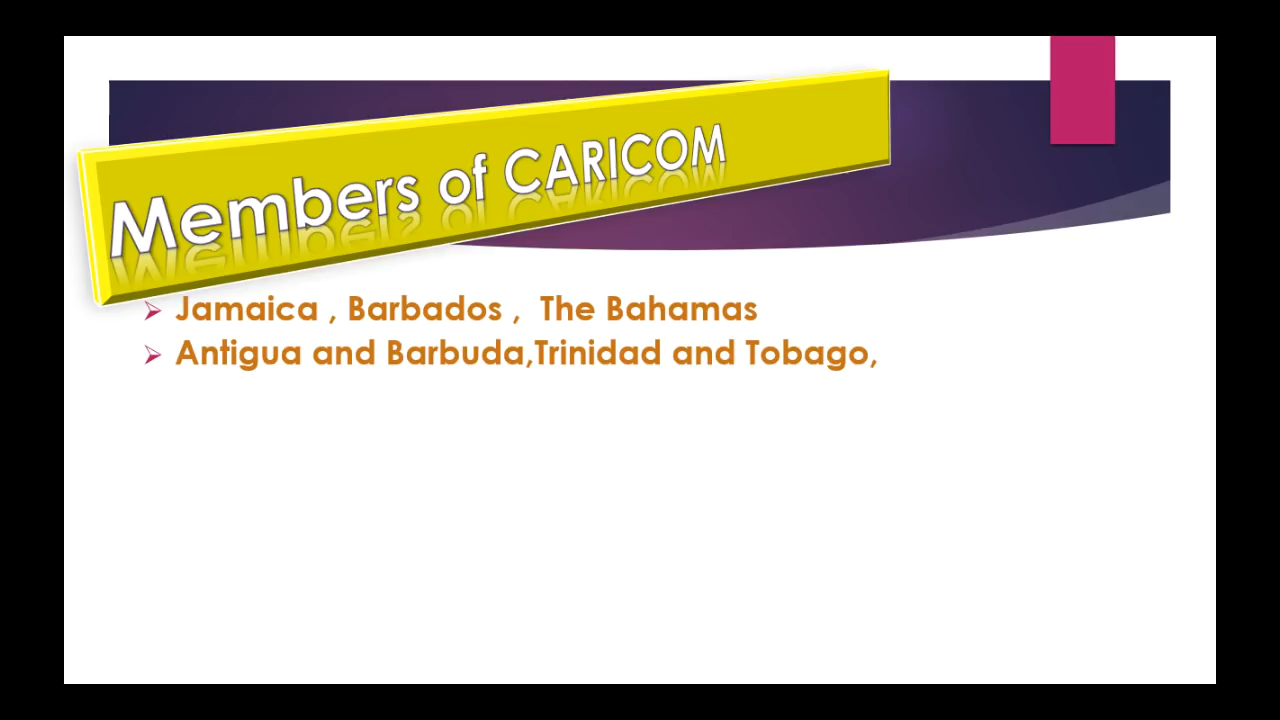 Members of CARICOM
Jamaica , Barbados ,  The Bahamas
Antigua and Barbuda,Trinidad and Tobago,